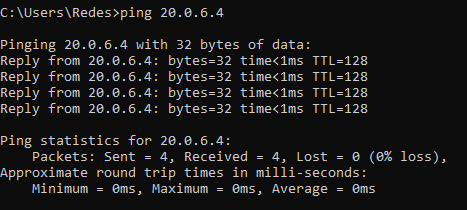 C:\Users\Redes>ping 20.0.6.4
Pinging 20.0.6.4 with 32 bytes of data:
Reply from 20.0.6.4: bytes=32 time<1ms TTL=128
Reply from 20.0.6.4: bytes=32 time<1ms TTL=128
Reply from 20.0.6.4: bytes=32 time<1ms TTL=128
Reply from 20.0.6.4: bytes=32 time<1ms TTL=128
Ping statistics for 20.0.6.4:
    Packets: Sent = 4, Received = 4, Lost = 0 (0% loss),
Approximate round trip times in milli-seconds:
    Minimum = 0ms, Maximum = 0ms, Average = 0ms